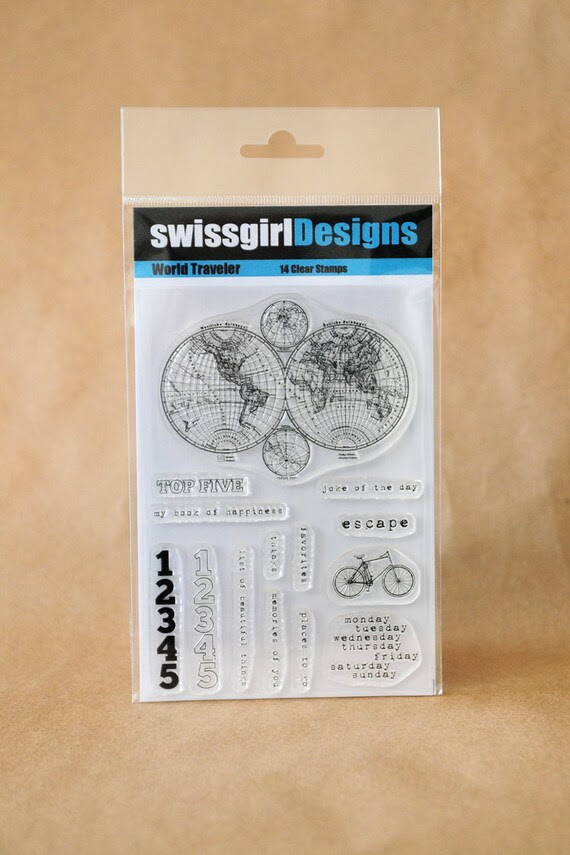 swissgirlDesigns
World Traveler 14 Clear Stamps
TOP FIVE
joke of the day
my book of happiness
escape
favorites
things
1
2
3
4
5
1
2
3
4
5
list of beautiful things
memories of you
places to go
monday
tuesday
wednesday
thursday
friday
saturday
sunday